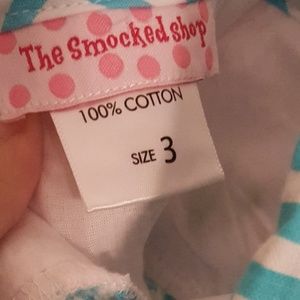 The Smocked Shop
100% COTTON
SIZE 3